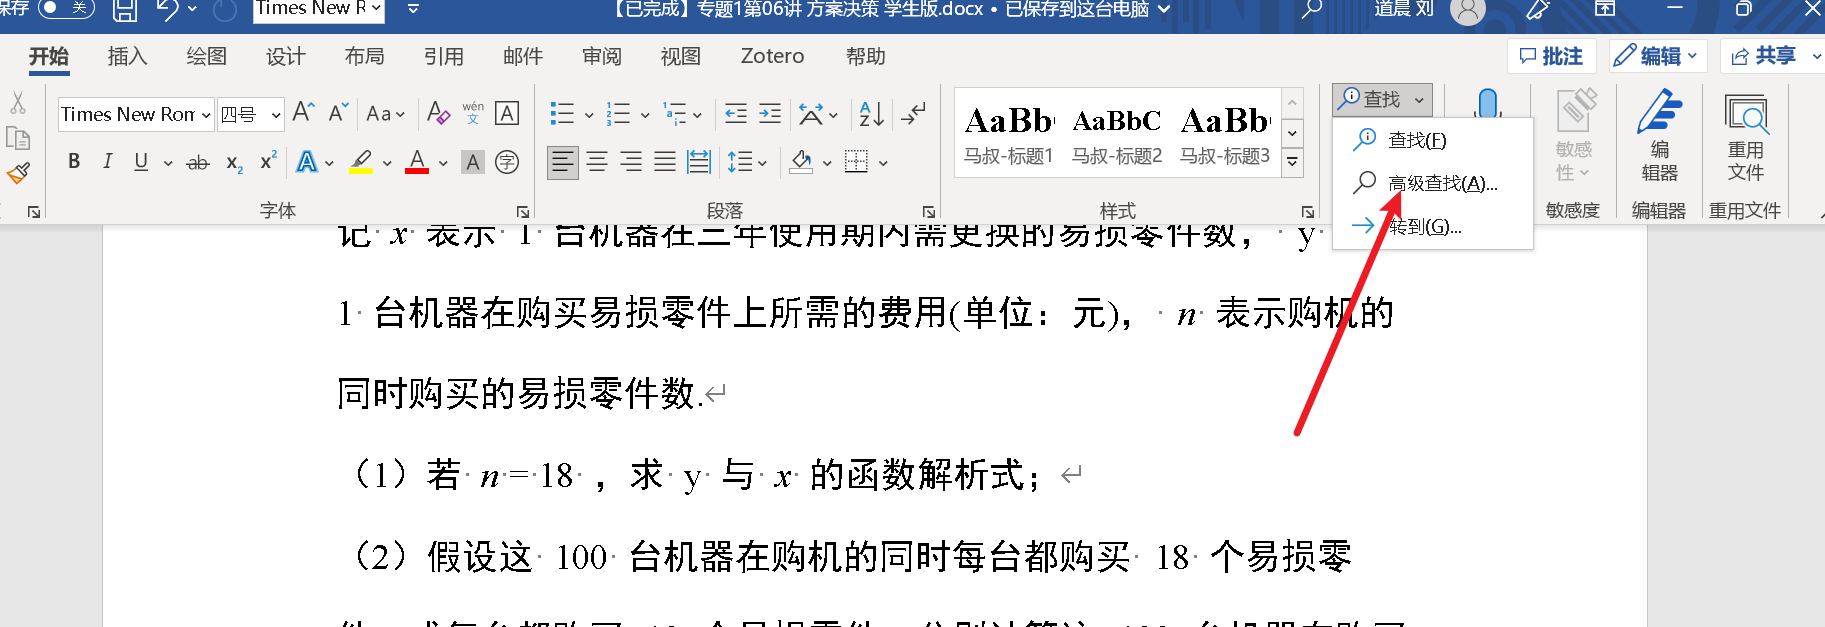 保存 关 Times New R 【已完成】专题1第06讲 方案决策 学生版.docx • 已保存到这台电脑 道晨 刘
开始 插入 绘图 设计 布局 引用 邮件 审阅 视图 Zotero 帮助 批注 编辑 共享
Times New Ron 四号 A A Aa A wén 文 A A Z AaBb AaBbC AaBb 查找
马叔-标题1 马叔-标题2 马叔-标题3
B I U ab x₂ x² A A A 字
查找(F)
高级查找(A)...
转到(G)...
敏感性
编辑器
重用文件
字体 段落 样式 敏感度 编辑器 重用文件
记 x 表示 1 台机器在三年使用期内需更换的易损零件数， y
1 台机器在购买易损零件上所需的费用(单位：元)， n 表示购机的
同时购买的易损零件数.
（1）若 n = 18 ，求 y 与 x 的函数解析式；
（2）假设这 100 台机器在购机的同时每台都购买 18 个易损零